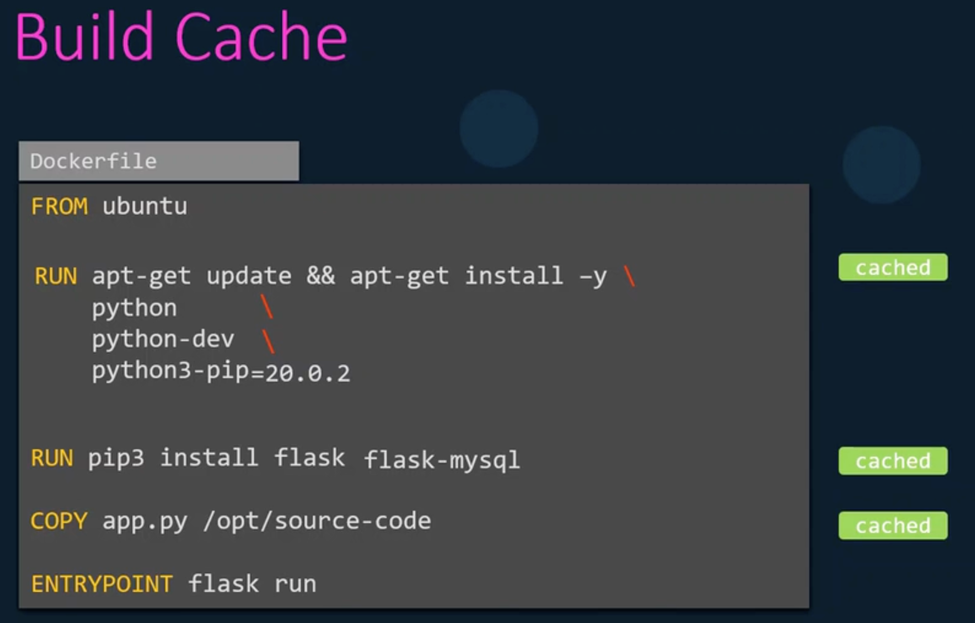 Build Cache
Dockerfile
FROM ubuntu
RUN apt-get update && apt-get install –y \
python \
python-dev \
python3-pip=20.0.2
cached
RUN pip3 install flask flask-mysql
cached
COPY app.py /opt/source-code
cached
ENTRYPOINT flask run